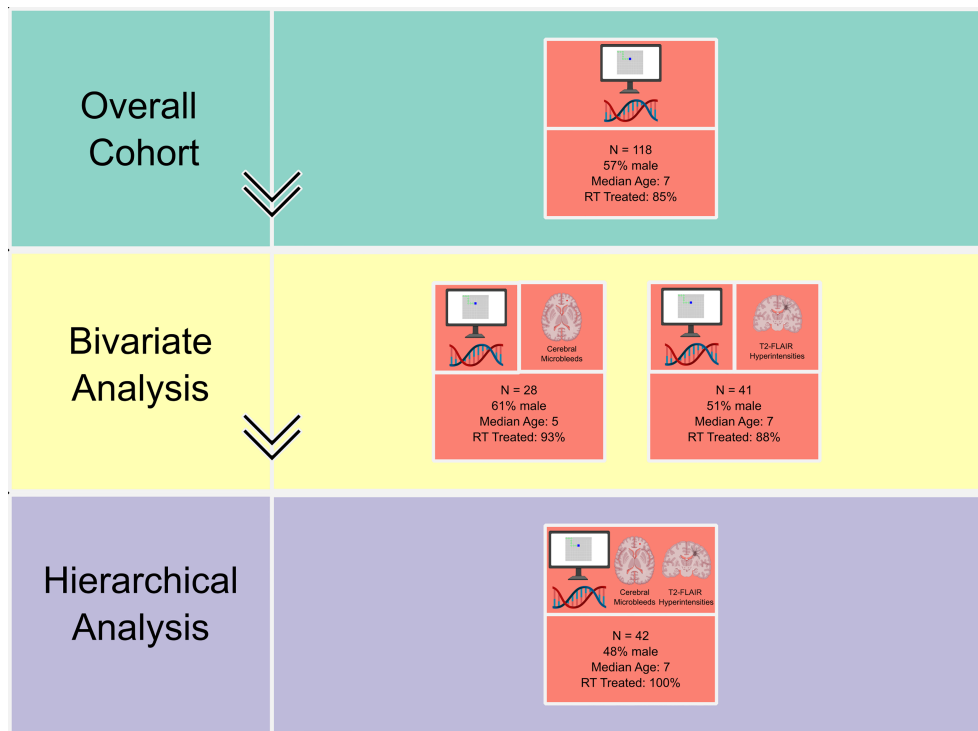 Overall
Cohort
N = 118
57% male
Median Age: 7
RT Treated: 85%
Bivariate
Analysis
Cerebral
Microbleeds
N = 28
61% male
Median Age: 5
RT Treated: 93%
T2-FLAIR
Hyperintensities
N = 41
51% male
Median Age: 7
RT Treated: 88%
Hierarchical
Analysis
Cerebral
Microbleeds
T2-FLAIR
Hyperintensities
N = 42
48% male
Median Age: 7
RT Treated: 100%